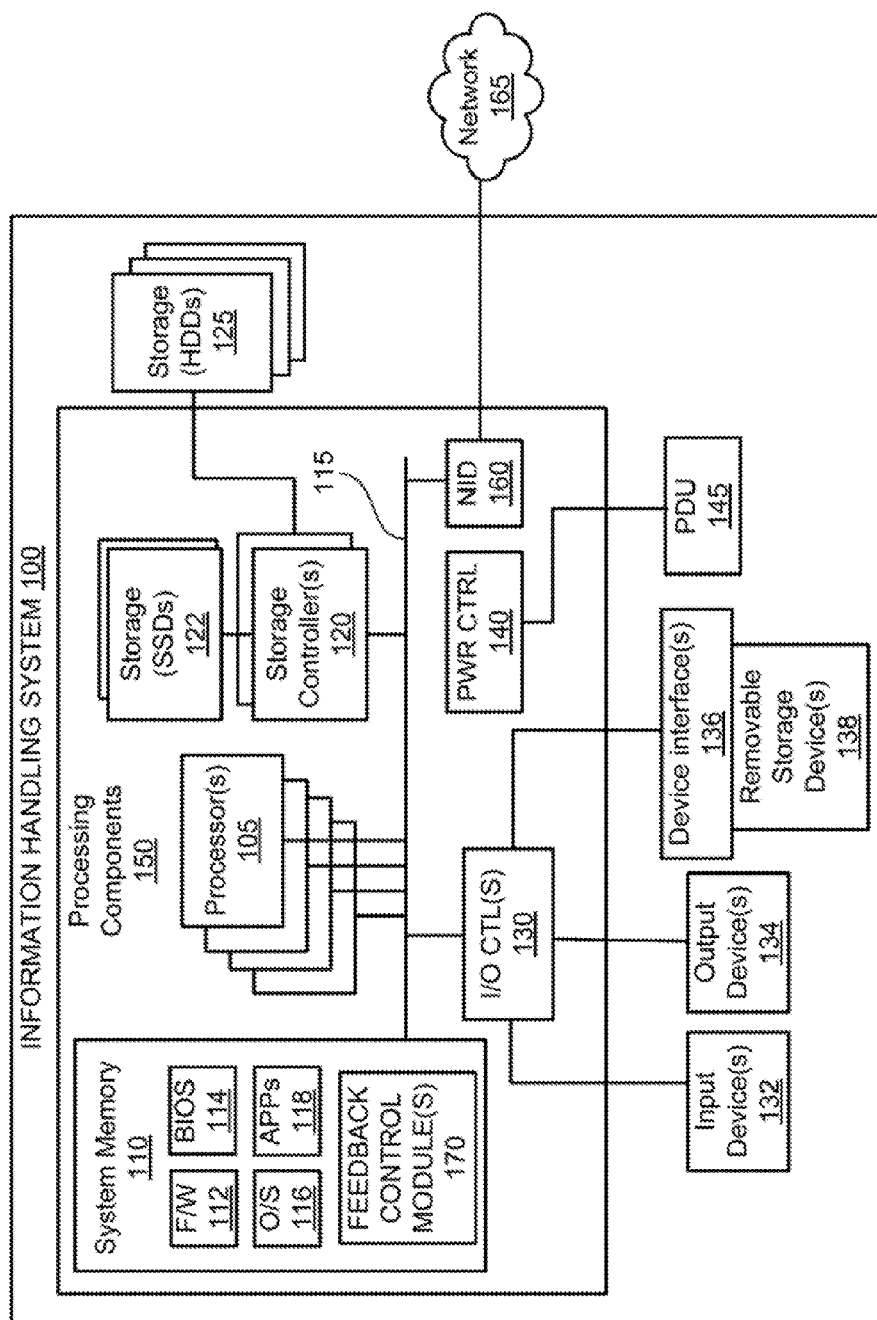 INFORMATION HANDLING SYSTEM 100
System Memory
110
F/W
112
BIOS
114
O/S
116
APPs
118
FEEDBACK
CONTROL
MODULE(S)
170
Processing
Components
150
Processor(s)
105
Storage
(SSDs)
122
Storage
Controller(s)
120
Storage
(HDDs)
125
115
I/O CTL(S)
130
PWR CTRL
140
NID
160
Network
165
Input
Device(s)
132
Output
Device(s)
134
Device interface(s)
136
Removable
Storage
Device(s)
138
PDU
145